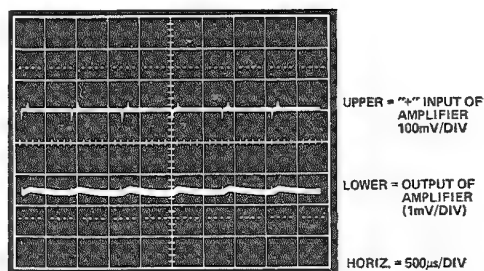 UPPER = "+" INPUT OF
AMPLIFIER
100mV/DIV
LOWER = OUTPUT OF
AMPLIFIER
(1mV/DIV)
HORIZ. = 500µs/DIV